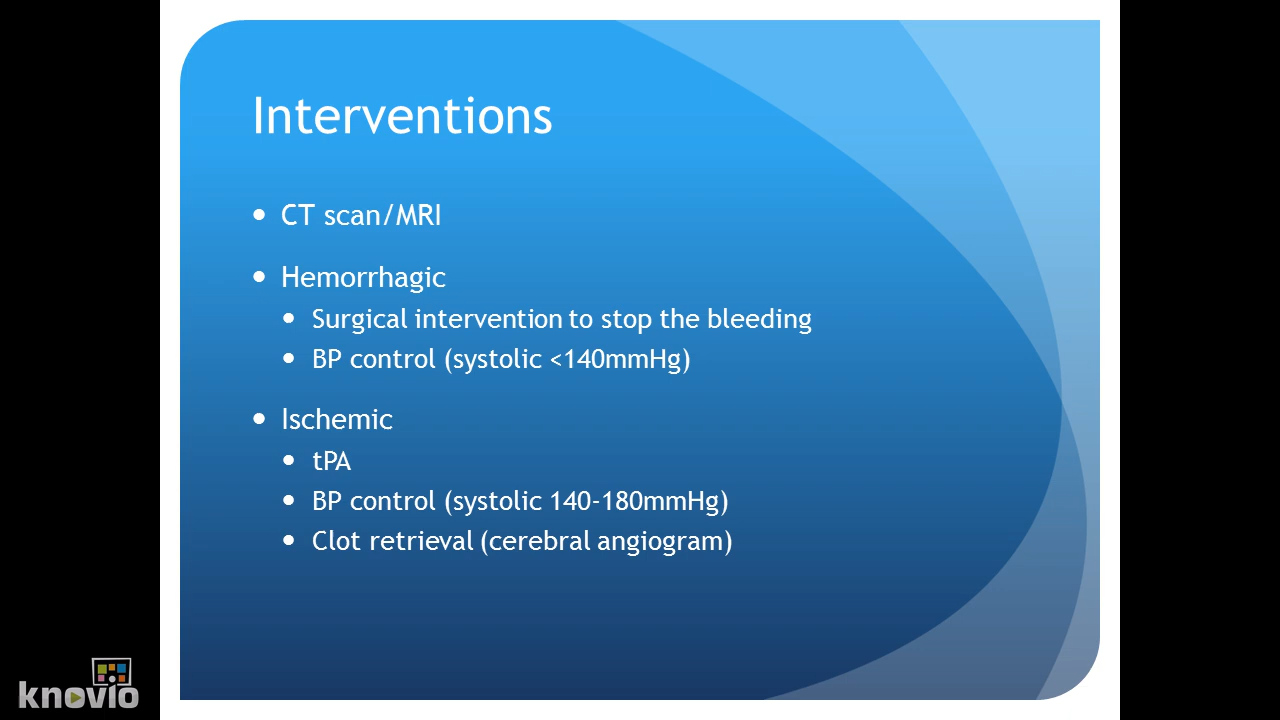 Interventions
• CT scan/MRI
• Hemorrhagic
• Surgical intervention to stop the bleeding
• BP control (systolic <140mmHg)
• Ischemic
• tPA
• BP control (systolic 140-180mmHg)
• Clot retrieval (cerebral angiogram)
knovio